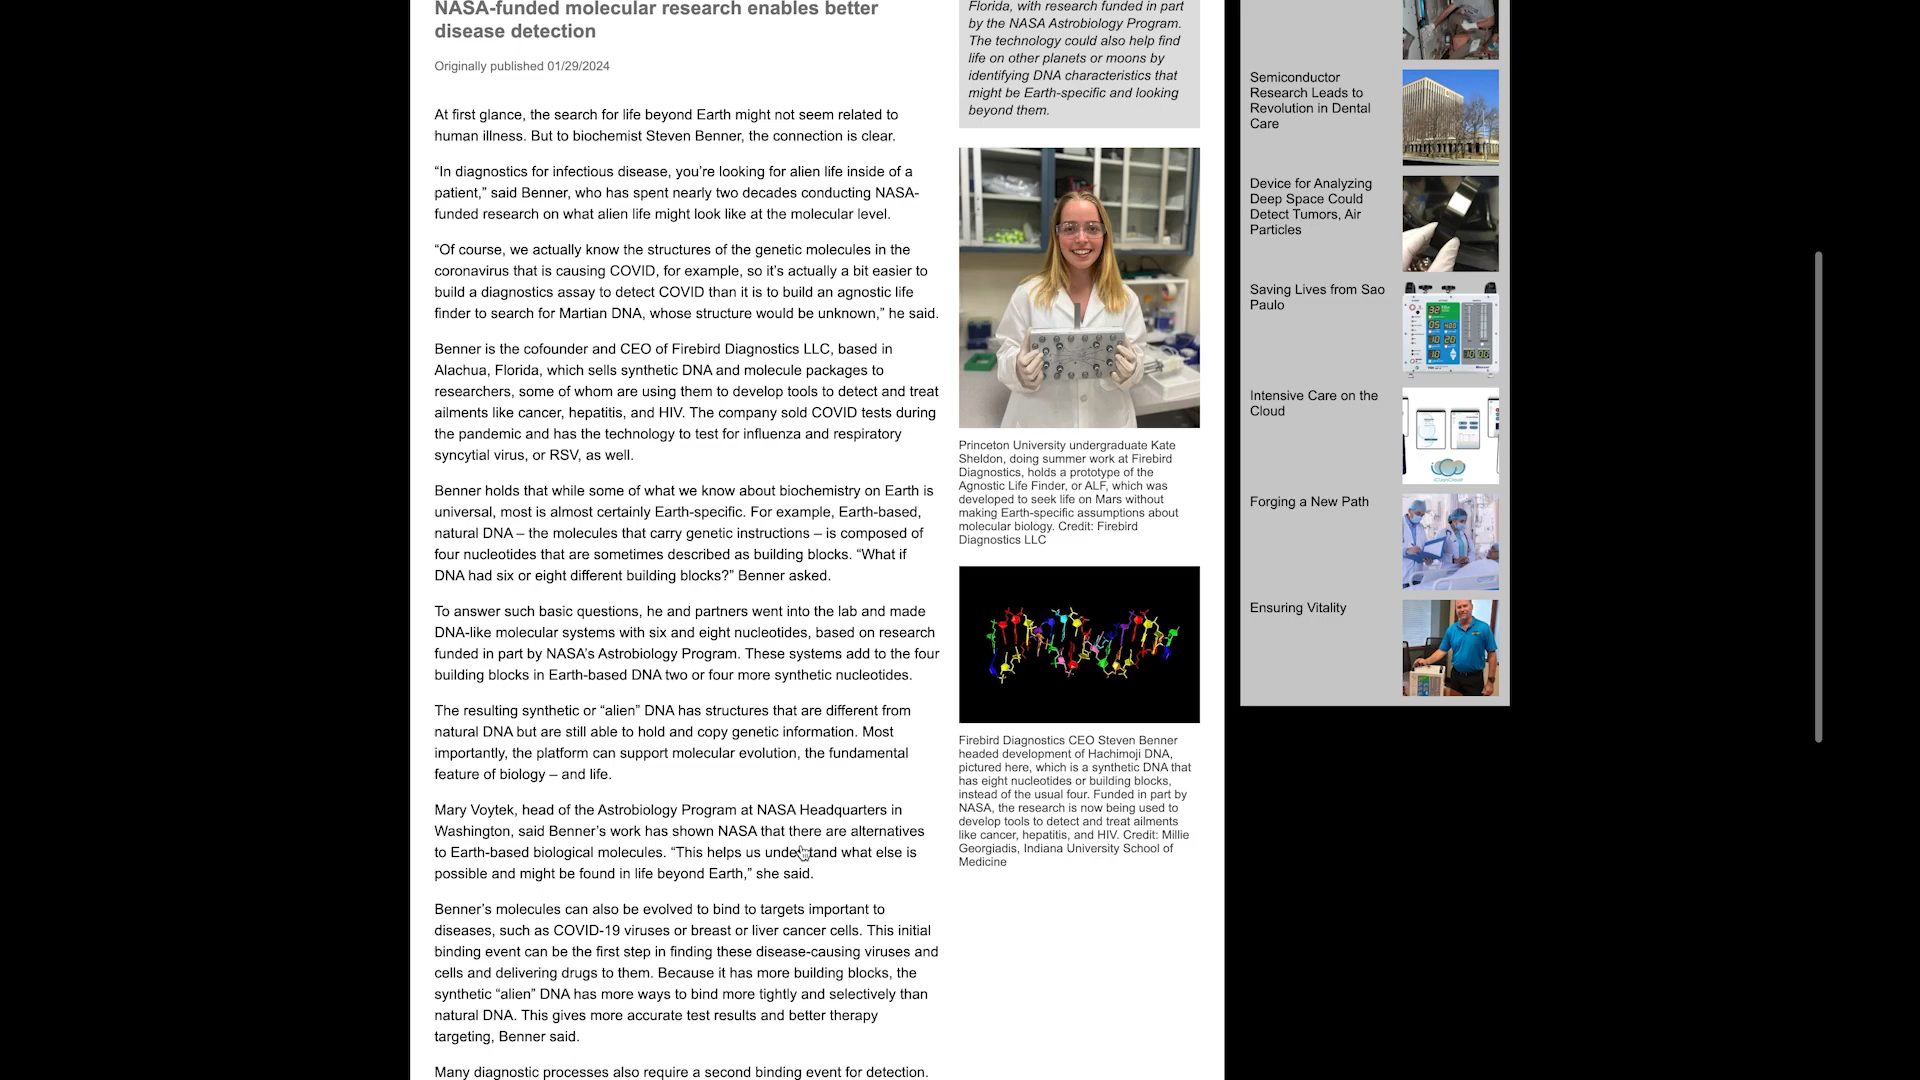 NASA-funded molecular research enables better
disease detection
Originally published 01/29/2024
At first glance, the search for life beyond Earth might not seem related to
human illness. But to biochemist Steven Benner, the connection is clear.
“In diagnostics for infectious disease, you’re looking for alien life inside of a
patient,” said Benner, who has spent nearly two decades conducting NASA-
funded research on what alien life might look like at the molecular level.
“Of course, we actually know the structures of the genetic molecules in the
coronavirus that is causing COVID, for example, so it’s actually a bit easier to
build a diagnostics assay to detect COVID than it is to build an agnostic life
finder to search for Martian DNA, whose structure would be unknown,” he said.
Benner is the cofounder and CEO of Firebird Diagnostics LLC, based in
Alachua, Florida, which sells synthetic DNA and molecule packages to
researchers, some of whom are using them to develop tools to detect and treat
ailments like cancer, hepatitis, and HIV. The company sold COVID tests during
the pandemic and has the technology to test for influenza and respiratory
syncytial virus, or RSV, as well.
Benner holds that while some of what we know about biochemistry on Earth is
universal, most is almost certainly Earth-specific. For example, Earth-based,
natural DNA – the molecules that carry genetic instructions – is composed of
four nucleotides that are sometimes described as building blocks. “What if
DNA had six or eight different building blocks?” Benner asked.
To answer such basic questions, he and partners went into the lab and made
DNA-like molecular systems with six and eight nucleotides, based on research
funded in part by NASA’s Astrobiology Program. These systems add to the four
building blocks in Earth-based DNA two or four more synthetic nucleotides.
The resulting synthetic or “alien” DNA has structures that are different from
natural DNA but are still able to hold and copy genetic information. Most
importantly, the platform can support molecular evolution, the fundamental
feature of biology – and life.
Mary Voytek, head of the Astrobiology Program at NASA Headquarters in
Washington, said Benner’s work has shown NASA that there are alternatives
to Earth-based biological molecules. “This helps us understand what else is
possible and might be found in life beyond Earth,” she said.
Benner’s molecules can also be evolved to bind to targets important to
diseases, such as COVID-19 viruses or breast or liver cancer cells. This initial
binding event can be the first step in finding these disease-causing viruses and
cells and delivering drugs to them. Because it has more building blocks, the
synthetic “alien” DNA has more ways to bind more tightly and selectively than
natural DNA. This gives more accurate test results and better therapy
targeting, Benner said.
Many diagnostic processes also require a second binding event for detection.
Florida, with research funded in part
by the NASA Astrobiology Program.
The technology could also help find
life on other planets or moons by
identifying DNA characteristics that
might be Earth-specific and looking
beyond them.
Princeton University undergraduate Kate
Sheldon, doing summer work at Firebird
Diagnostics, holds a prototype of the
Agnostic Life Finder, or ALF, which was
developed to seek life on Mars without
making Earth-specific assumptions about
molecular biology. Credit: Firebird
Diagnostics LLC
Firebird Diagnostics CEO Steven Benner
headed development of Hachimoji DNA,
pictured here, which is a synthetic DNA that
has eight nucleotides or building blocks,
instead of the usual four. Funded in part by
NASA, the research is now being used to
develop tools to detect and treat ailments
like cancer, hepatitis, and HIV. Credit: Millie
Georgiadis, Indiana University School of
Medicine
Semiconductor
Research Leads to
Revolution in Dental
Care
Device for Analyzing
Deep Space Could
Detect Tumors, Air
Particles
Saving Lives from Sao
Paulo
Intensive Care on the
Cloud
Forging a New Path
Ensuring Vitality